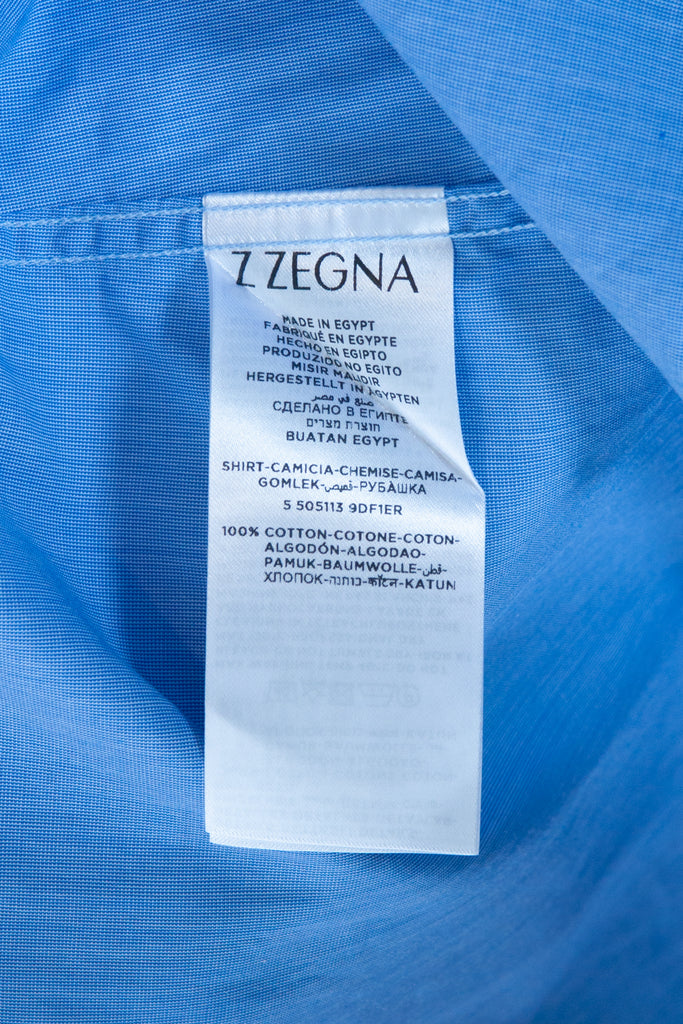 Z ZEGNA
MADE IN EGYPT
FABRIQUÉ EN EGYPTE
HECHO EN EGIPTO
PRODUZIDO NO EGITO
MISIR MALIDIR
HERGESTELLT IN ÄGYPTEN
صنع في مصر
СДЕЛАНО В ЕГИПТЕ
תוצרת מצרים
BUATAN EGYPT
SHIRT-CAMICIA-CHEMISE-CAMISA-
GOMLEK-قميص-РУБАШКА
S 505113 9DF1ER
100% COTTON-COTONE-COTON-
ALGODÓN-ALGODAO-
PAMUK-BAUMWOLLE-قطن-
ХЛОПОК-כותנה-कॉटन-KATUN